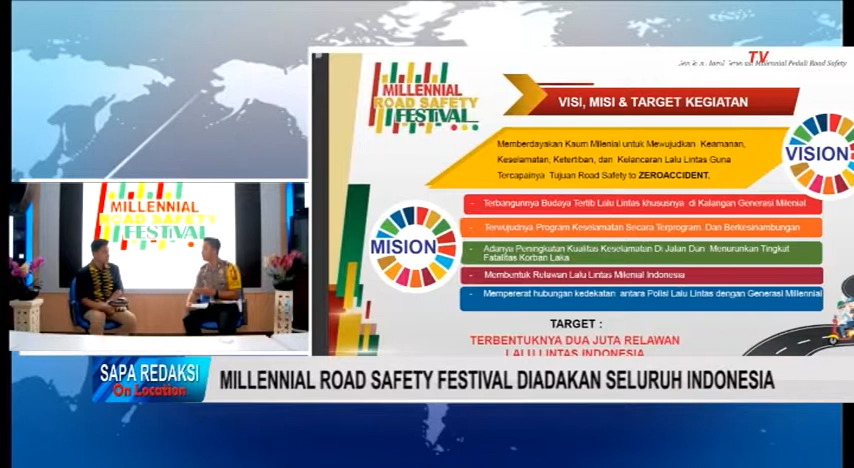 TV
Millennial Peduli Road Safety
MILLENNIAL
ROAD SAFETY
FESTIVAL
VISI, MISI & TARGET KEGIATAN
Memberdayakan Kaum Milenial untuk Mewujudkan Keamanan,
Keselamatan, Ketertiban, dan Kelancaran Lalu Lintas Guna
Tercapainya Tujuan Road Safety to ZEROACCIDENT.
VISION
MISION
- Terbangunnya Budaya Tertib Lalu Lintas khususnya di Kalangan Generasi Milenial
- Terwujudnya Program Keselamatan Secara Terprogram. Dan Berkesinambungan
- Adanya Peningkatan Kualitas Keselamatan Di Jalan Dan Menurunkan Tingkat
Fatalitas Korban Laka
- Membentuk Relawan Lalu Lintas Milenial Indonesia
- Mempererat hubungan kedekatan antara Polisi Lalu Lintas dengan Generasi Millennial
TARGET :
TERBENTUKNYA DUA JUTA RELAWAN
LALU LINTAS INDONESIA
MILLENNIAL
ROAD SAFETY
FESTIVAL
SAPA REDAKSI
On Location
MILLENNIAL ROAD SAFETY FESTIVAL DIADAKAN SELURUH INDONESIA